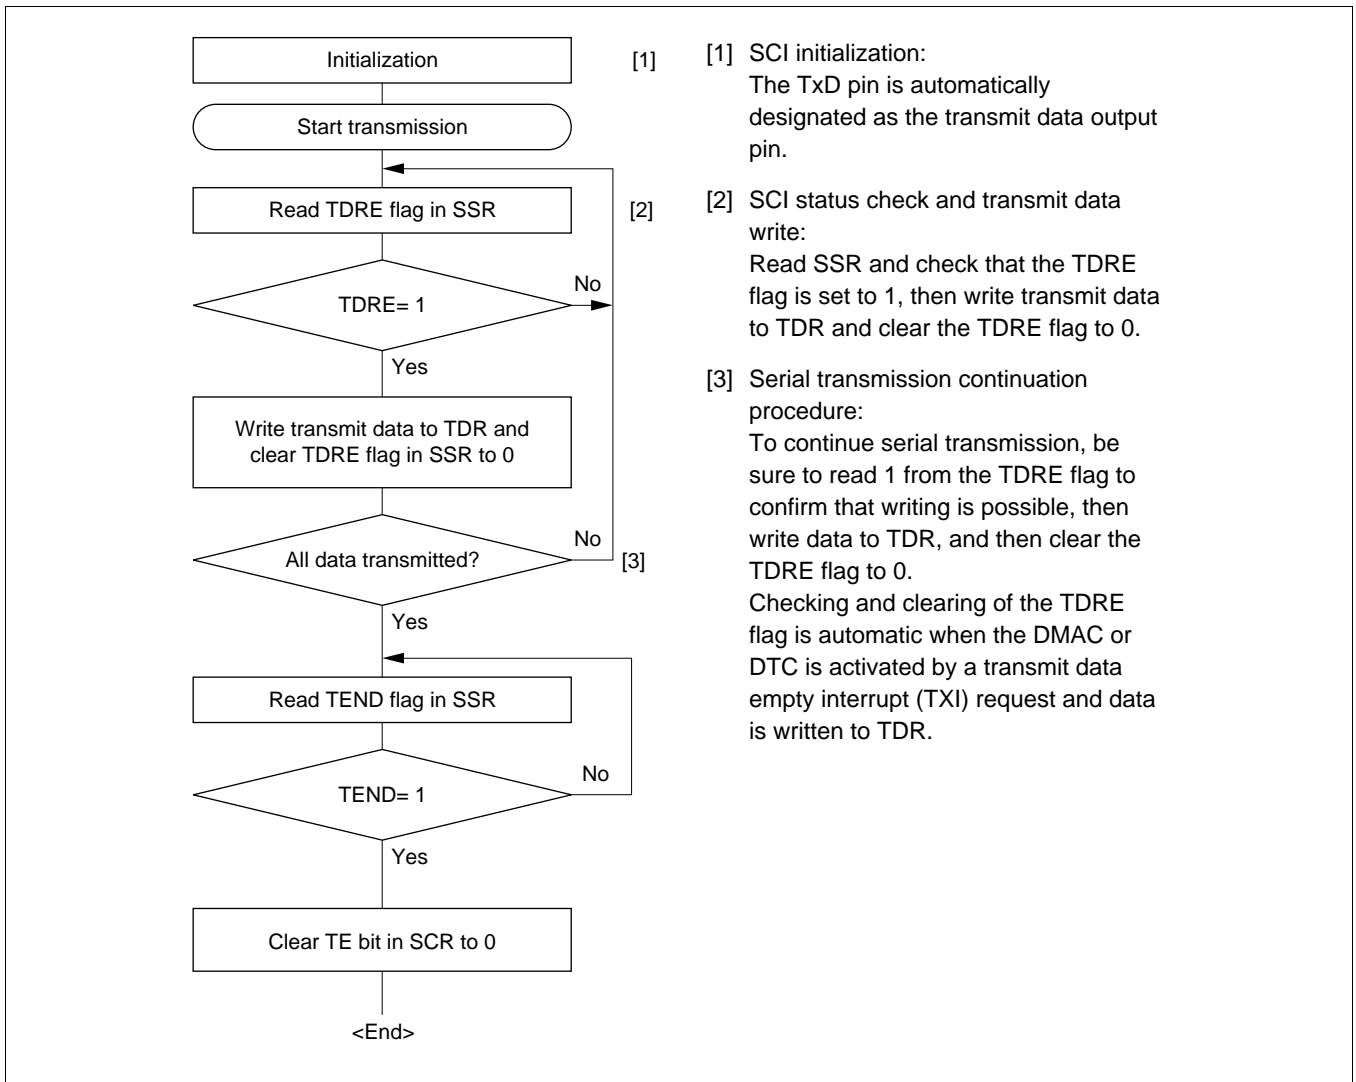 Initialization
[1]
Start transmission
Read TDRE flag in SSR
[2]
TDRE= 1
No
Yes
Write transmit data to TDR and
clear TDRE flag in SSR to 0
All data transmitted?
No
[3]
Yes
Read TEND flag in SSR
TEND= 1
No
Yes
Clear TE bit in SCR to 0
<End>
[1] SCI initialization:
The TxD pin is automatically
designated as the transmit data output
pin.
[2] SCI status check and transmit data
write:
Read SSR and check that the TDRE
flag is set to 1, then write transmit data
to TDR and clear the TDRE flag to 0.
[3] Serial transmission continuation
procedure:
To continue serial transmission, be
sure to read 1 from the TDRE flag to
confirm that writing is possible, then
write data to TDR, and then clear the
TDRE flag to 0.
Checking and clearing of the TDRE
flag is automatic when the DMAC or
DTC is activated by a transmit data
empty interrupt (TXI) request and data
is written to TDR.